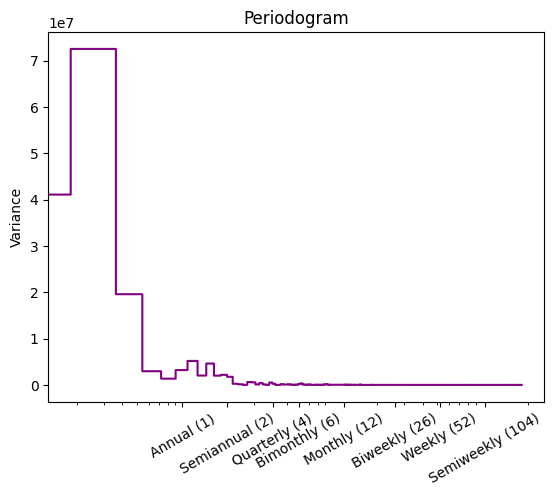 Periodogram
1e7
7
6
5
4
3
2
1
0
Variance
Annual (1)
Semiannual (2)
Quarterly (4)
Bimonthly (6)
Monthly (12)
Biweekly (26)
Weekly (52)
Semiweekly (104)